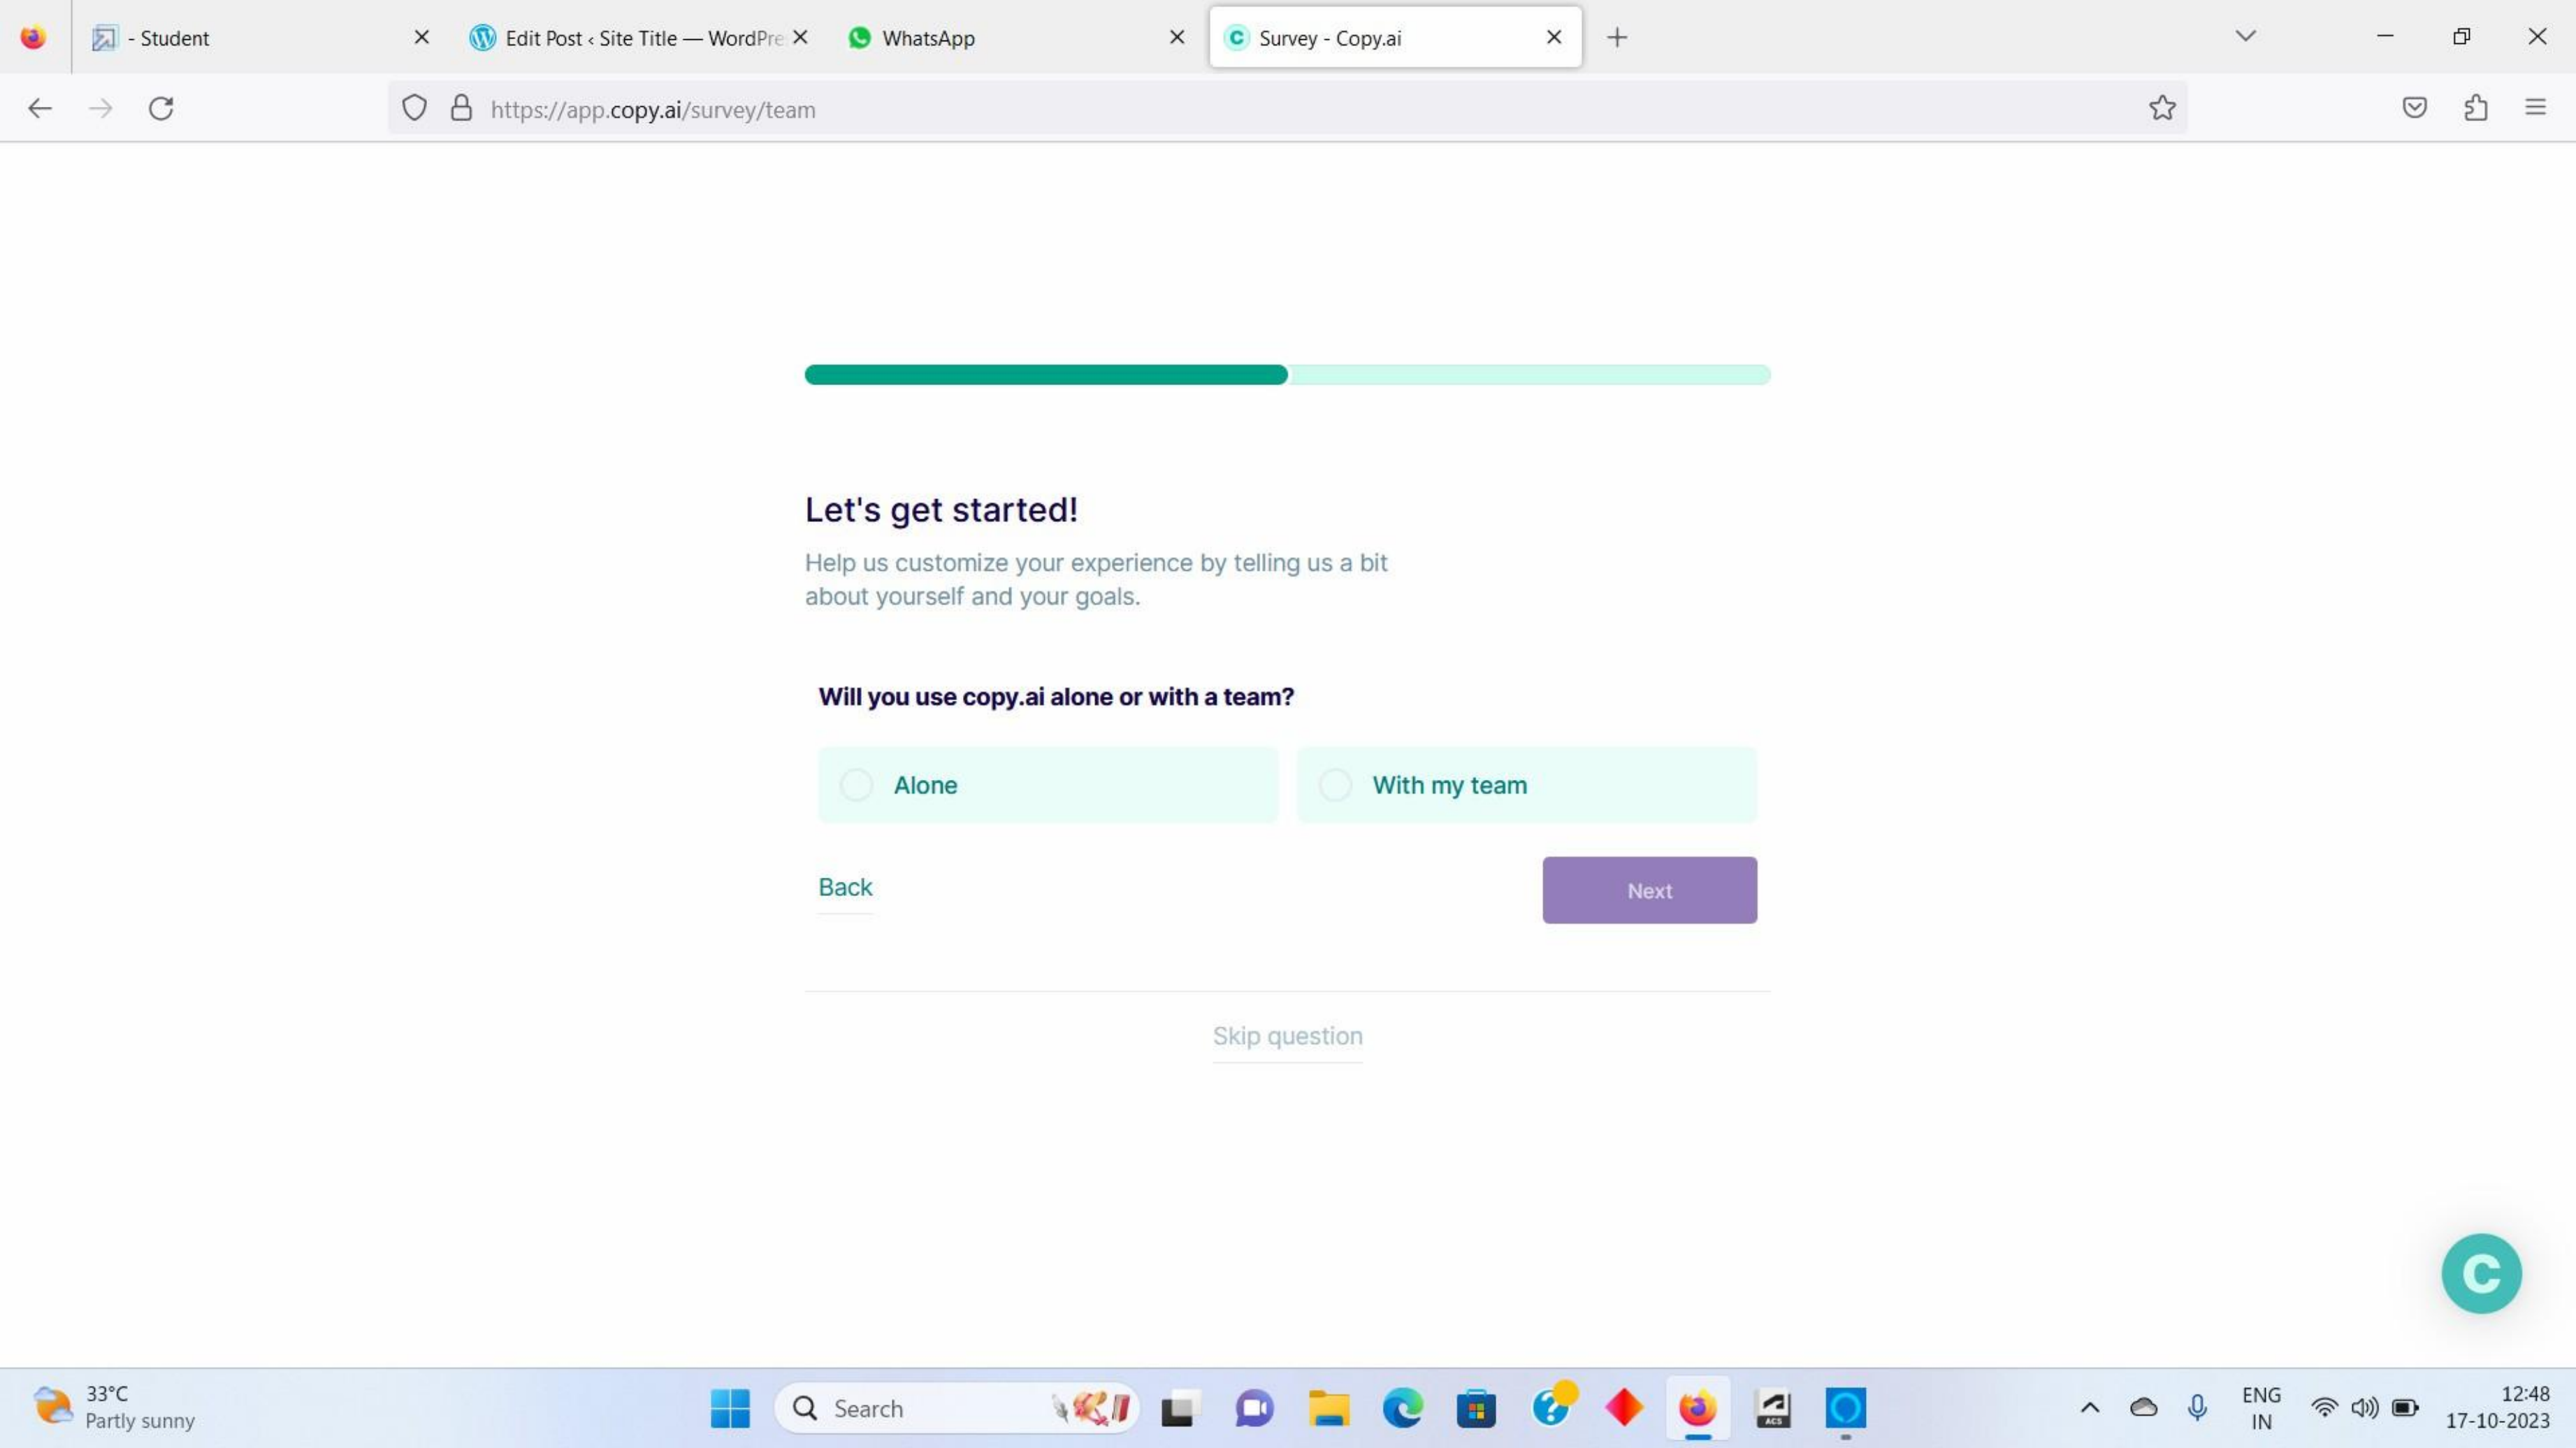 - Student
Edit Post ‹ Site Title — WordPre
WhatsApp
C Survey - Copy.ai
https://app.copy.ai/survey/team
Let's get started!
Help us customize your experience by telling us a bit
about yourself and your goals.
Will you use copy.ai alone or with a team?
Alone
With my team
Back
Next
Skip question
C
33°C
Partly sunny
Search
ACS
ENG
IN
12:48
17-10-2023